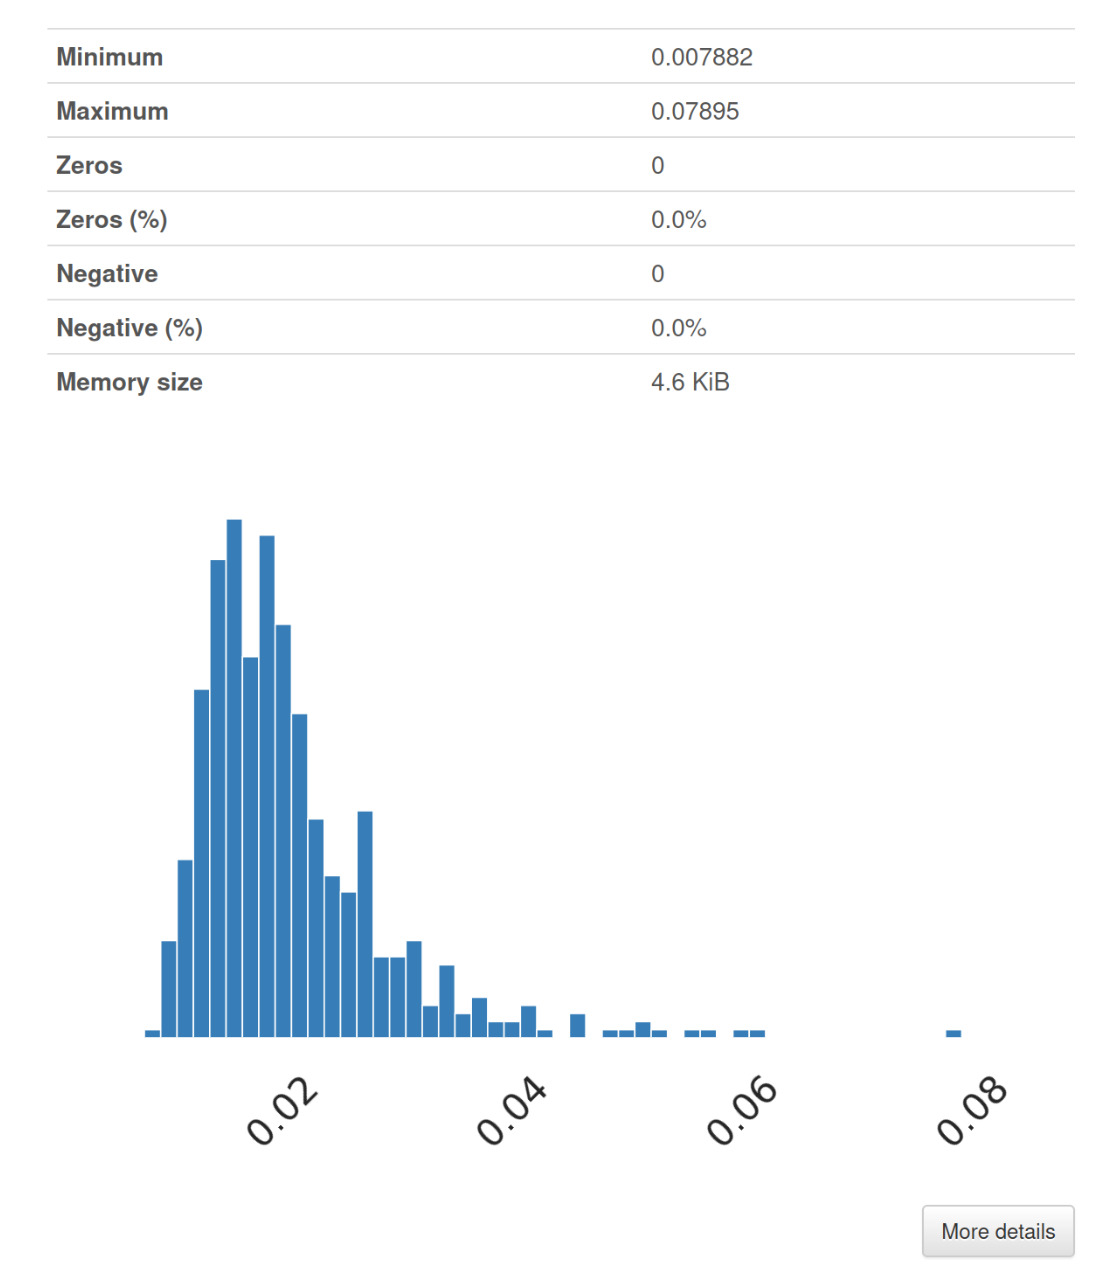 Minimum 0.007882
Maximum 0.07895
Zeros 0
Zeros (%) 0.0%
Negative 0
Negative (%) 0.0%
Memory size 4.6 KiB
0.02 0.04 0.06 0.08
More details